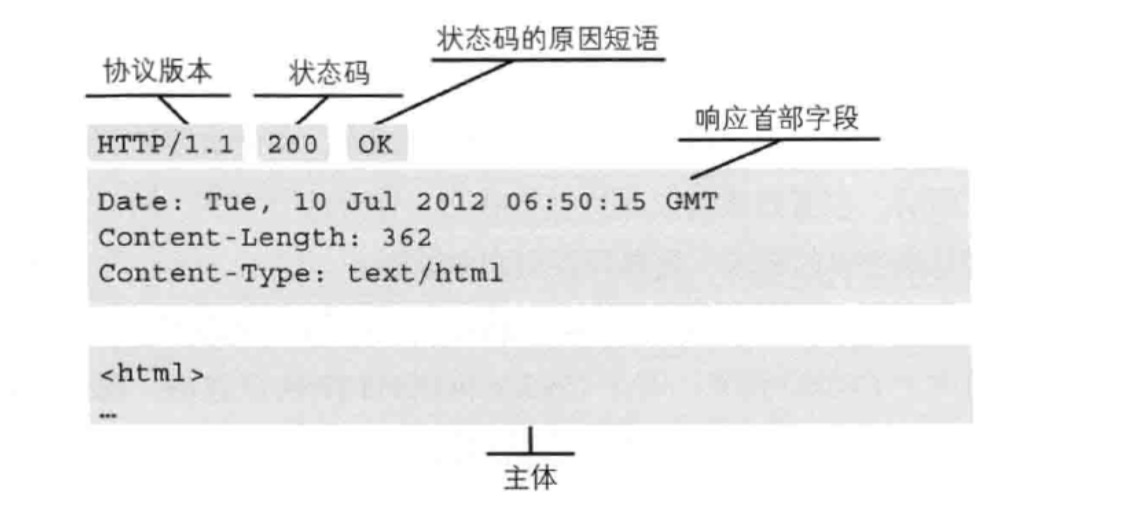 状态码的原因短语
协议版本 状态码
响应首部字段
HTTP/1.1 200 OK
Date: Tue, 10 Jul 2012 06:50:15 GMT
Content-Length: 362
Content-Type: text/html
<html>
…
主体